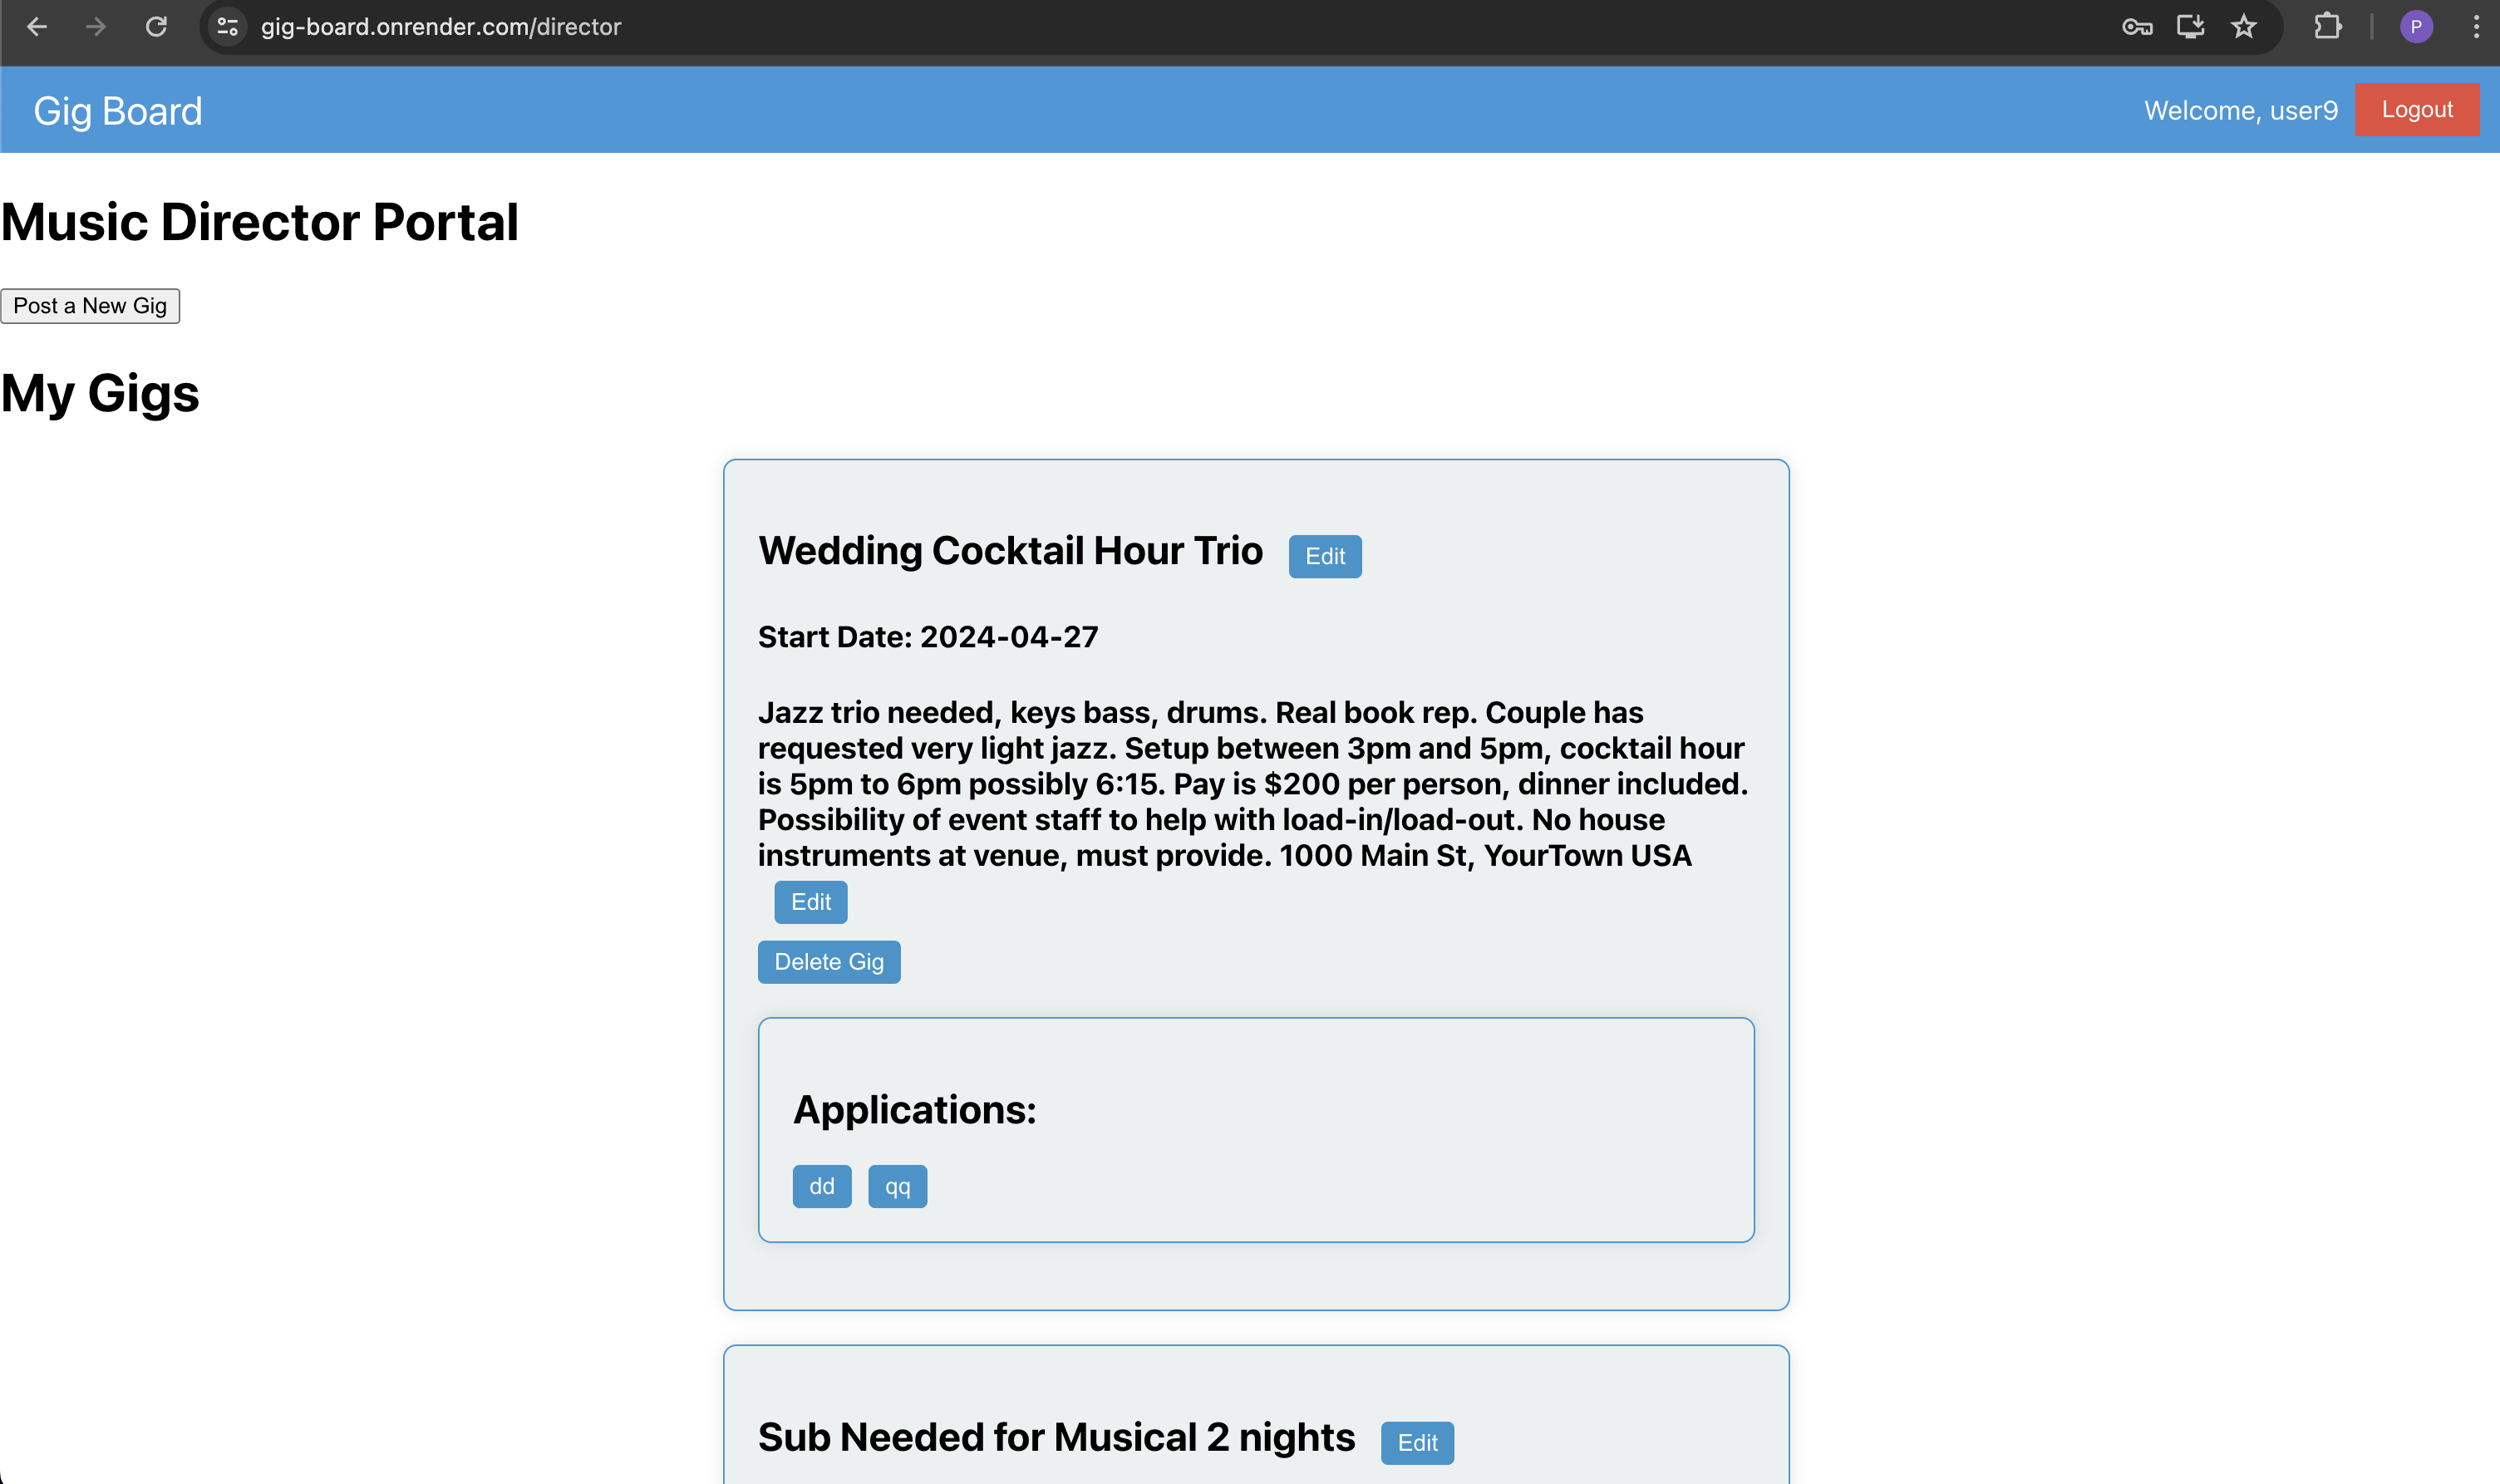 gig-board.onrender.com/director
P
Gig Board
Welcome, user9
Logout
Music Director Portal
Post a New Gig
My Gigs
Wedding Cocktail Hour Trio
Edit
Start Date: 2024-04-27
Jazz trio needed, keys bass, drums. Real book rep. Couple has
requested very light jazz. Setup between 3pm and 5pm, cocktail hour
is 5pm to 6pm possibly 6:15. Pay is $200 per person, dinner included.
Possibility of event staff to help with load-in/load-out. No house
instruments at venue, must provide. 1000 Main St, YourTown USA
Edit
Delete Gig
Applications:
dd
qq
Sub Needed for Musical 2 nights
Edit